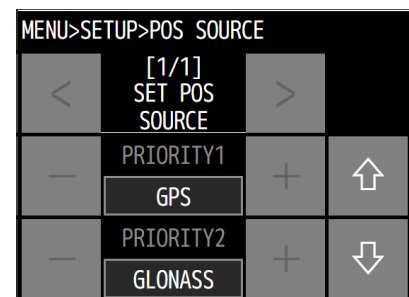 MENU>SETUP>POS SOURCE
[1/1]
< SET POS >
SOURCE
PRIORITY1
- +
GPS
PRIORITY2
- +
GLONASS